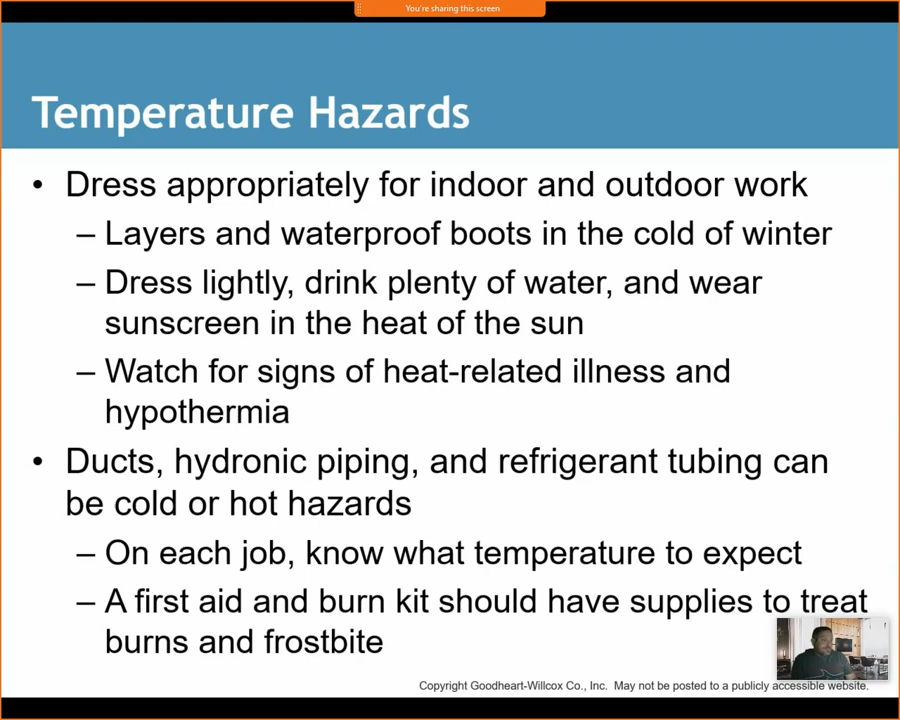 You're sharing this screen
Temperature Hazards
• Dress appropriately for indoor and outdoor work
– Layers and waterproof boots in the cold of winter
– Dress lightly, drink plenty of water, and wear
sunscreen in the heat of the sun
– Watch for signs of heat-related illness and
hypothermia
• Ducts, hydronic piping, and refrigerant tubing can
be cold or hot hazards
– On each job, know what temperature to expect
– A first aid and burn kit should have supplies to treat
burns and frostbite
Copyright Goodheart-Willcox Co., Inc. May not be posted to a publicly accessible website.